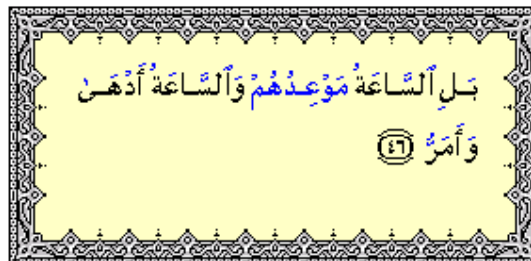 بَلِ ٱلسَّاعَةُ مَوْعِدُهُمْ وَٱلسَّاعَةُ أَدْهَىٰ
وَأَمَرُّ ٤٦